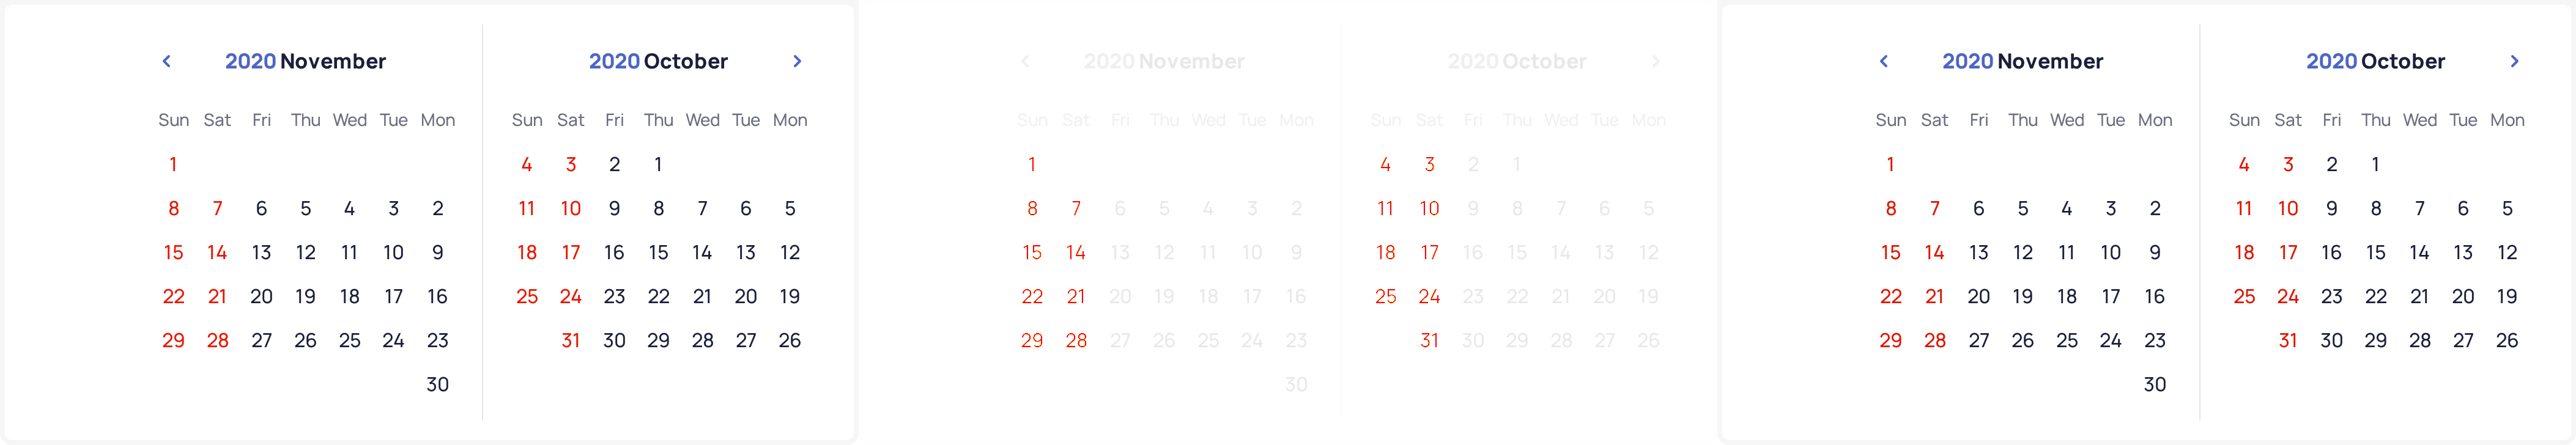 2020 November 2020 October 2020 November 2020 October 2020 November 2020 October
Sun Sat Fri Thu Wed Tue Mon Sun Sat Fri Thu Wed Tue Mon Sun Sat Fri Thu Wed Tue Mon Sun Sat Fri Thu Wed Tue Mon Sun Sat Fri Thu Wed Tue Mon Sun Sat Fri Thu Wed Tue Mon
1 4 3 2 1 1 4 3 2 1 1 4 3 2 1
8 7 6 5 4 3 2 11 10 9 8 7 6 5 8 7 6 5 4 3 2 11 10 9 8 7 6 5 8 7 6 5 4 3 2 11 10 9 8 7 6 5
15 14 13 12 11 10 9 18 17 16 15 14 13 12 15 14 13 12 11 10 9 18 17 16 15 14 13 12 15 14 13 12 11 10 9 18 17 16 15 14 13 12
22 21 20 19 18 17 16 25 24 23 22 21 20 19 22 21 20 19 18 17 16 25 24 23 22 21 20 19 22 21 20 19 18 17 16 25 24 23 22 21 20 19
29 28 27 26 25 24 23 31 30 29 28 27 26 29 28 27 26 25 24 23 31 30 29 28 27 26 29 28 27 26 25 24 23 31 30 29 28 27 26
30 30 30